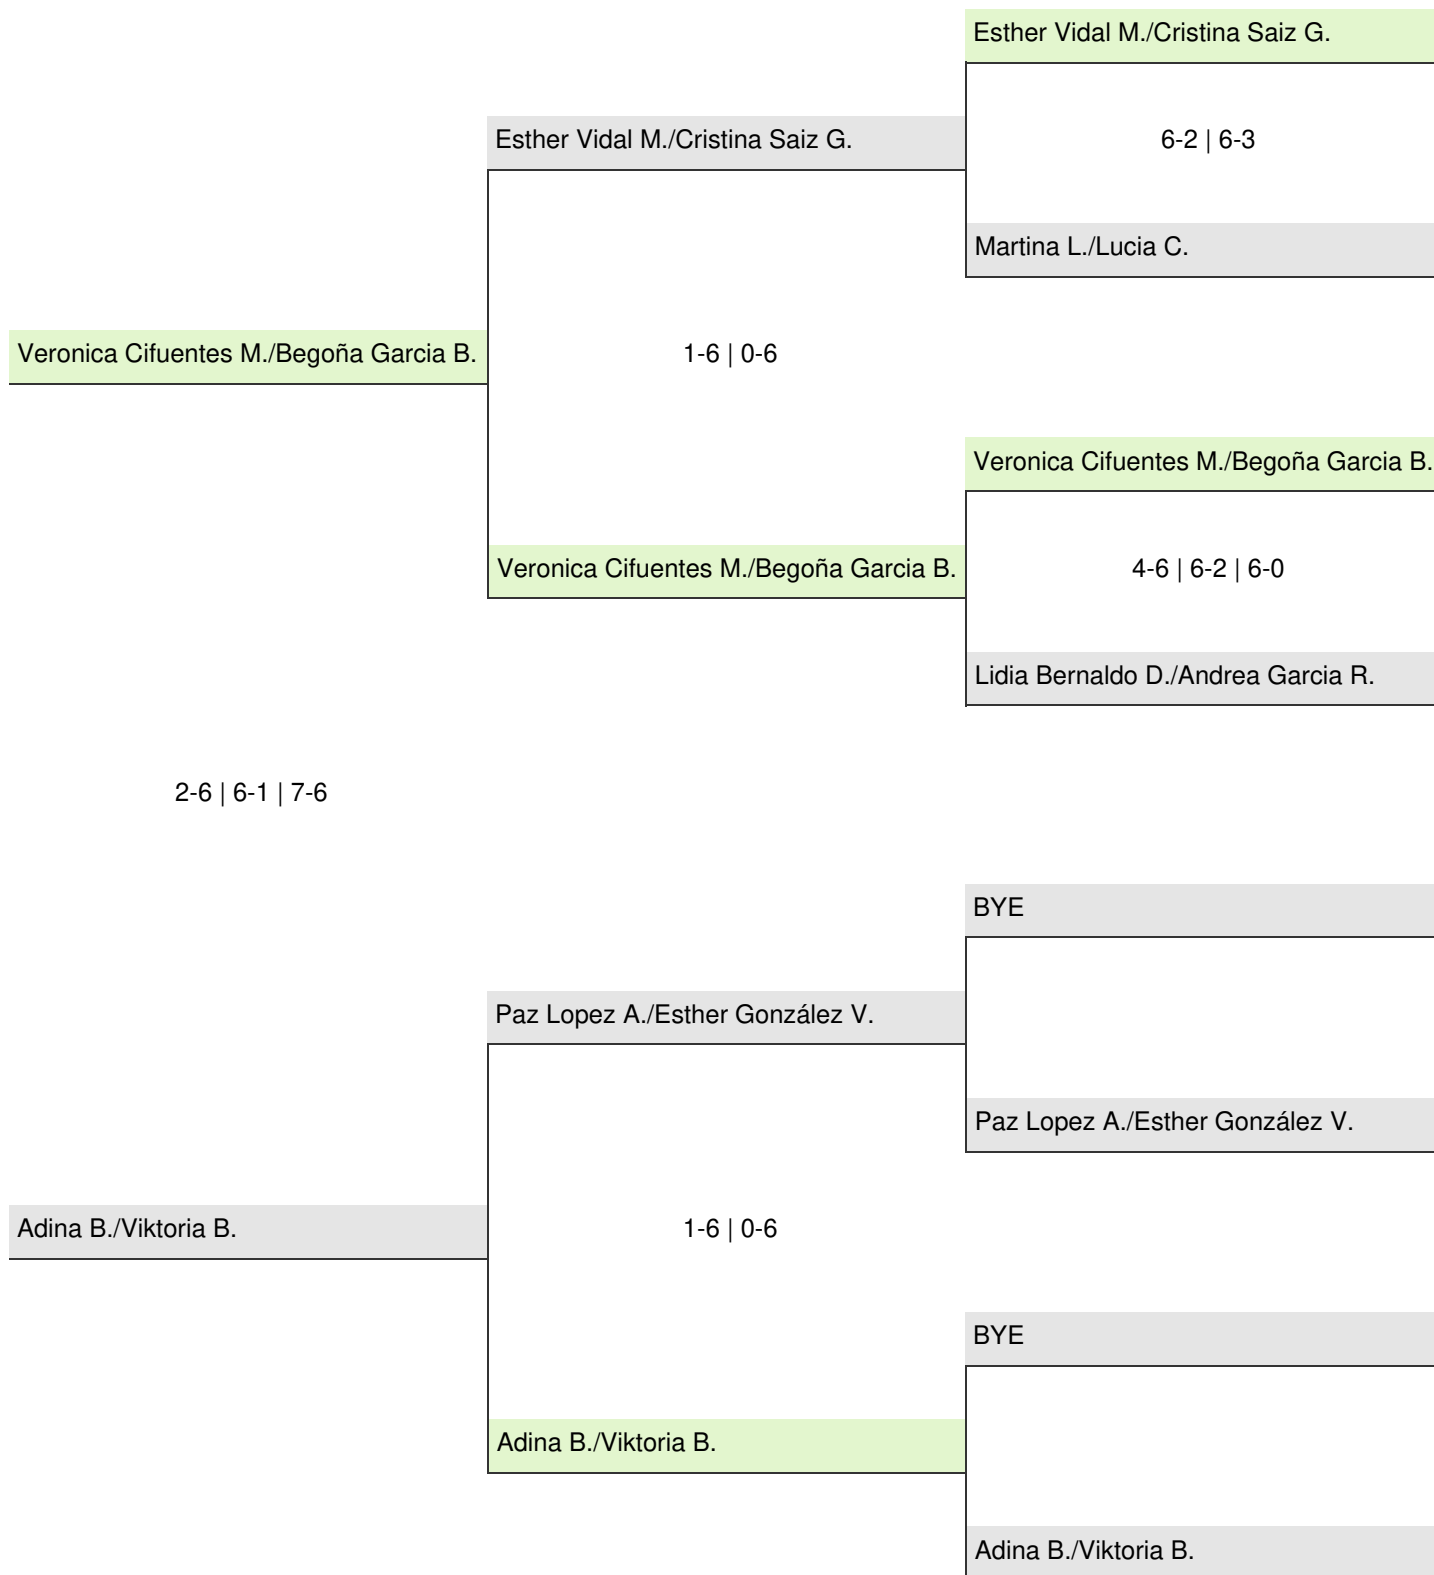 Esther Vidal M./Cristina Saiz G.
Esther Vidal M./Cristina Saiz G.
6-2 | 6-3
Martina L./Lucia C.
Veronica Cifuentes M./Begoña Garcia B.
1-6 | 0-6
Veronica Cifuentes M./Begoña Garcia B.
Veronica Cifuentes M./Begoña Garcia B.
4-6 | 6-2 | 6-0
Lidia Bernaldo D./Andrea Garcia R.
2-6 | 6-1 | 7-6
BYE
Paz Lopez A./Esther González V.
Paz Lopez A./Esther González V.
Adina B./Viktoria B.
1-6 | 0-6
BYE
Adina B./Viktoria B.
Adina B./Viktoria B.